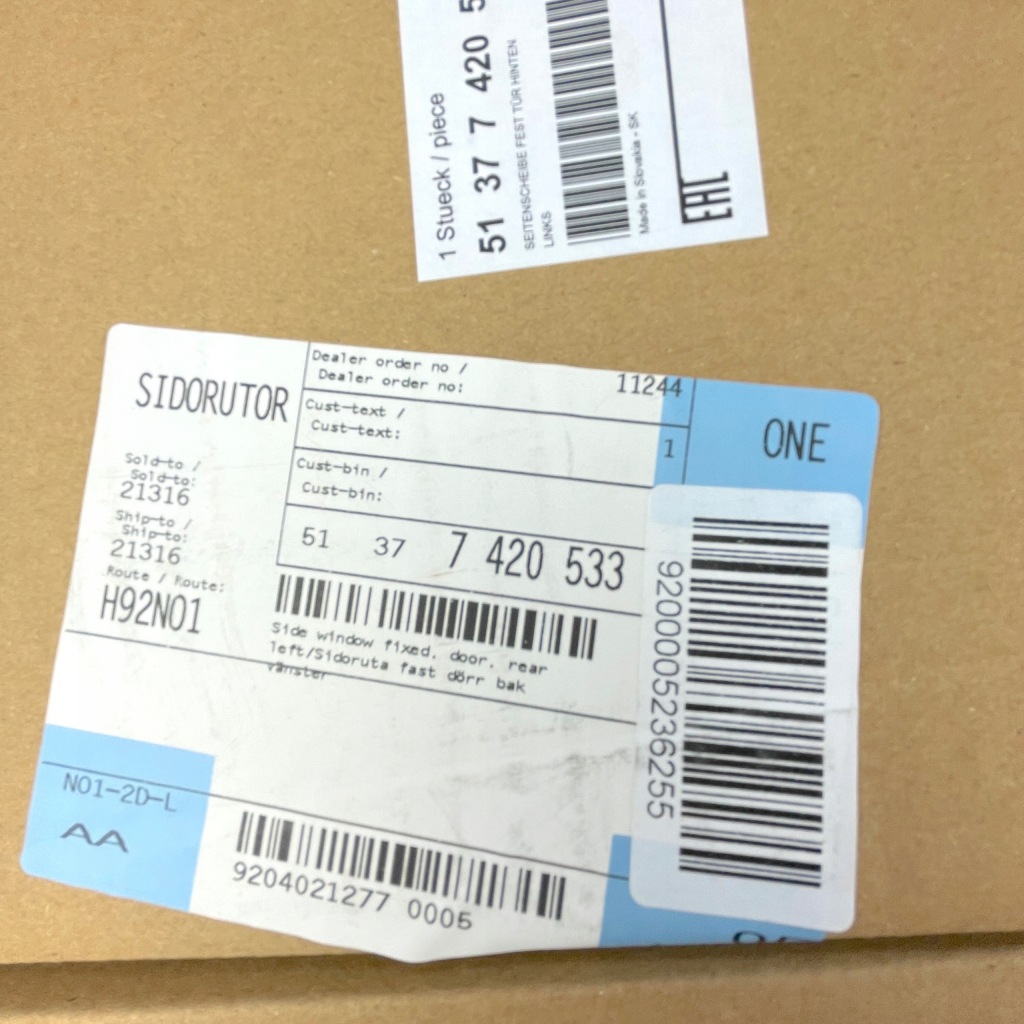 1 Stueck / piece
51 37 7 420 5
SEITENSCHEIBE FEST TÜR HINTEN
LINKS
Made in Slovakia - SK
EAC
SIDORUTOR
Dealer order no /
Dealer order no:
11244
Cust-text /
Cust-text:
1
ONE
Cust-bin /
Cust-bin:
Sold-to /
Sold-to:
21316
Ship-to /
Ship-to:
21316
Route / Route:
H92NO1
51 37 7 420 533
Side window fixed, door, rear
left/Sidoruta fast dörr bak
vänster
9200005236255
NO1-2D-L
AA
9204021277 0005